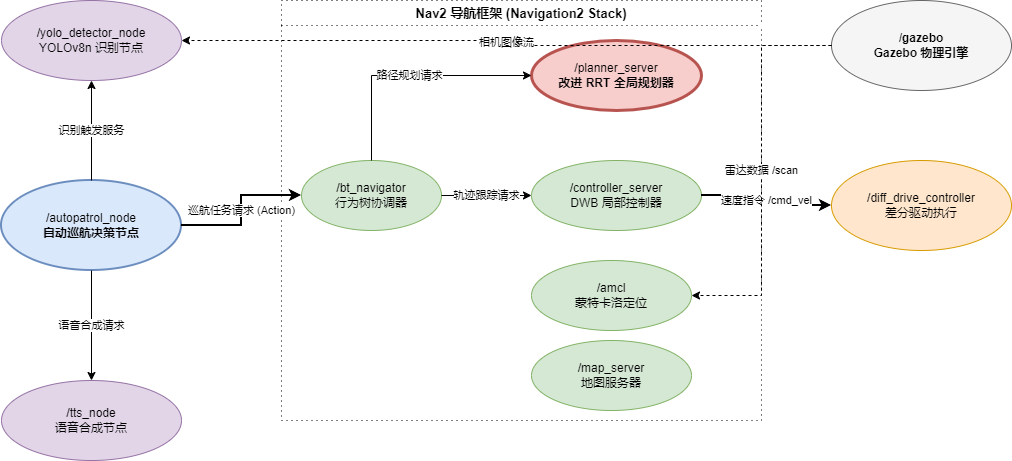 Nav2 导航框架 (Navigation2 Stack)
/yolo_detector_node
YOLOv8n 识别节点
相机图像流
/gazebo
Gazebo 物理引擎
/planner_server
改进 RRT 全局规划器
路径规划请求
识别触发服务
雷达数据 /scan
/bt_navigator
行为树协调器
轨迹跟踪请求
/controller_server
DWB 局部控制器
速度指令 /cmd_vel
/diff_drive_controller
差分驱动执行
/autopatrol_node
自动巡航决策节点
巡航任务请求 (Action)
/amcl
蒙特卡洛定位
语音合成请求
/map_server
地图服务器
/tts_node
语音合成节点